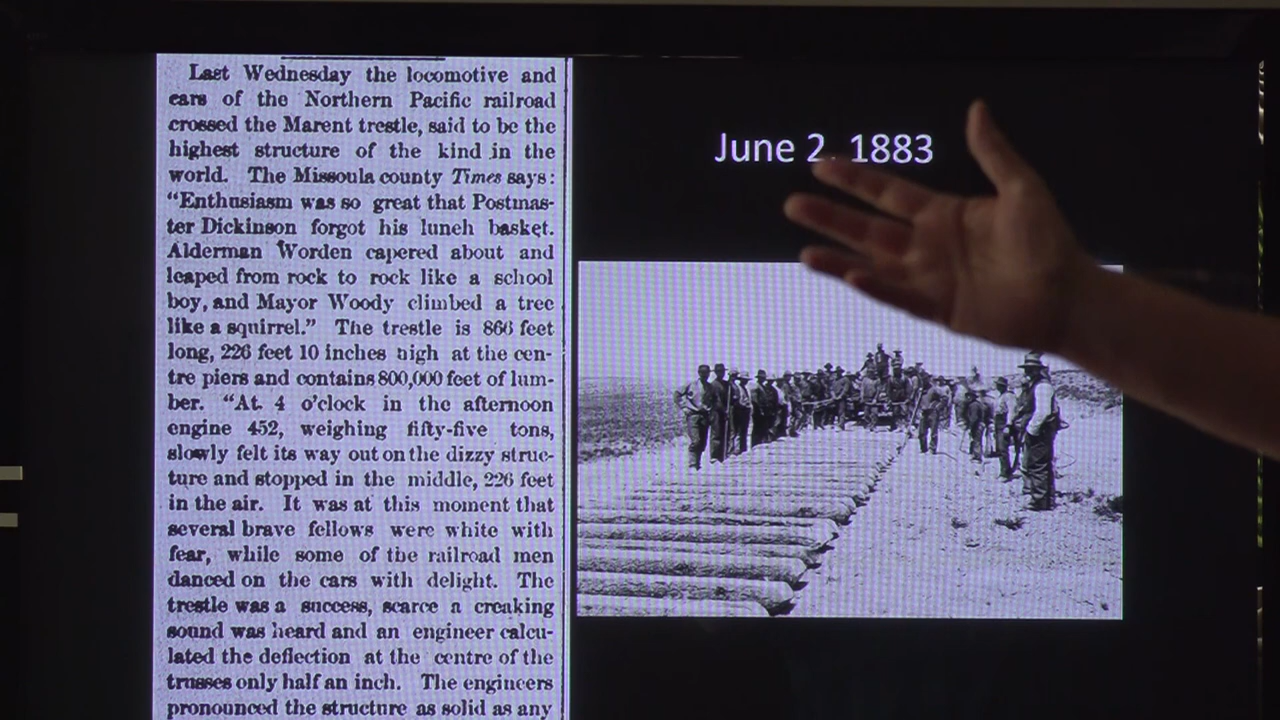 Last Wednesday the locomotive and
cars of the Northern Pacific railroad
crossed the Marent trestle, said to be the
highest structure of the kind in the
world. The Missoula county Times says:
“Enthusiasm was so great that Postmas-
ter Dickinson forgot his lunch basket.
Alderman Worden capered about and
leaped from rock to rock like a school
boy, and Mayor Woody climbed a tree
like a squirrel.” The trestle is 866 feet
long, 226 feet 10 inches high at the cen-
tre piers and contains 800,000 feet of lum-
ber. “At 4 o'clock in the afternoon
engine 452, weighing fifty-five tons,
slowly felt its way out on the dizzy struc-
ture and stopped in the middle, 226 feet
in the air. It was at this moment that
several brave fellows were white with
fear, while some of the railroad men
danced on the cars with delight. The
trestle was a success, scarce a creaking
sound was heard and an engineer calcu-
lated the deflection at the centre of the
trusses only half an inch. The engineers
pronounced the structure as solid as any
June 2, 1883